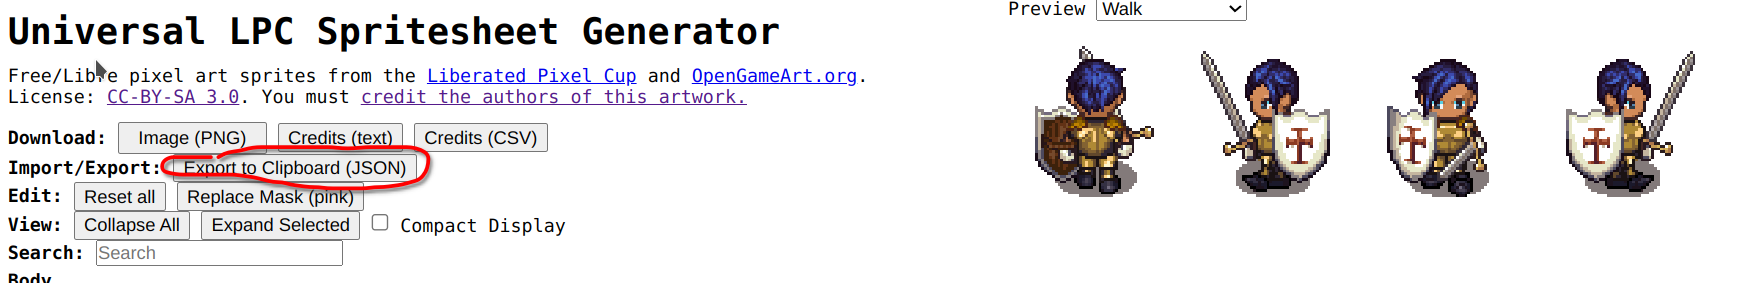 Preview Walk
Universal LPC Spritesheet Generator
Free/Libre pixel art sprites from the Liberated Pixel Cup and OpenGameArt.org.
License: CC-BY-SA 3.0. You must credit the authors of this artwork.
Download: Image (PNG) Credits (text) Credits (CSV)
Import/Export: Export to Clipboard (JSON)
Edit: Reset all Replace Mask (pink)
View: Collapse All Expand Selected Compact Display
Search: Search
Body